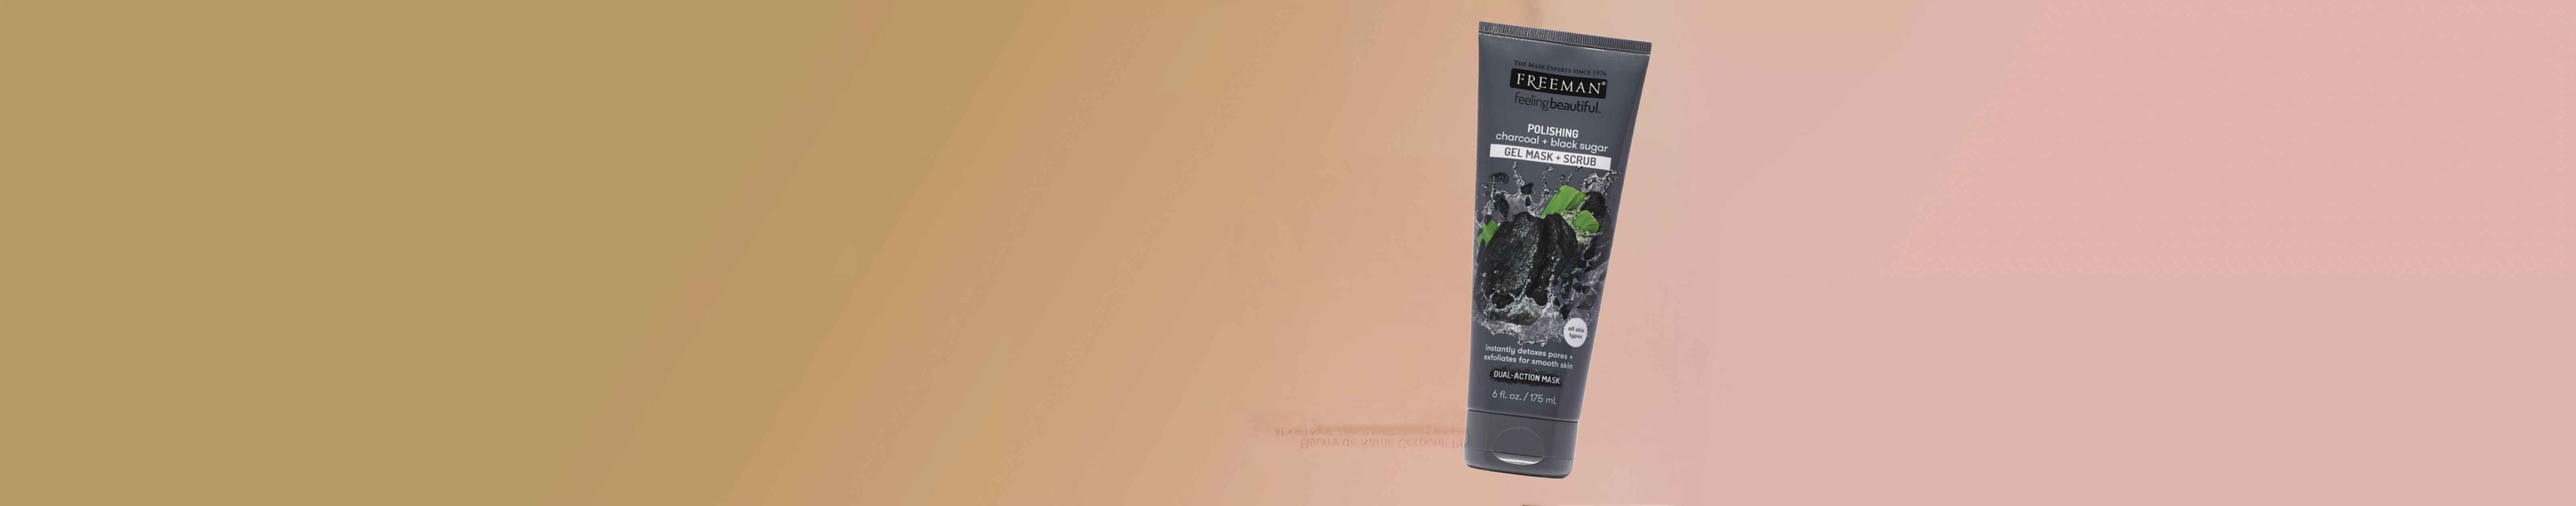 THE MASK EXPERTS SINCE 1976
FREEMAN®
feeling beautiful™
POLISHING
charcoal + black sugar
GEL MASK + SCRUB
all skin
types
instantly detoxes pores +
exfoliates for smooth skin
DUAL-ACTION MASK
6 fl. oz. / 175 mL